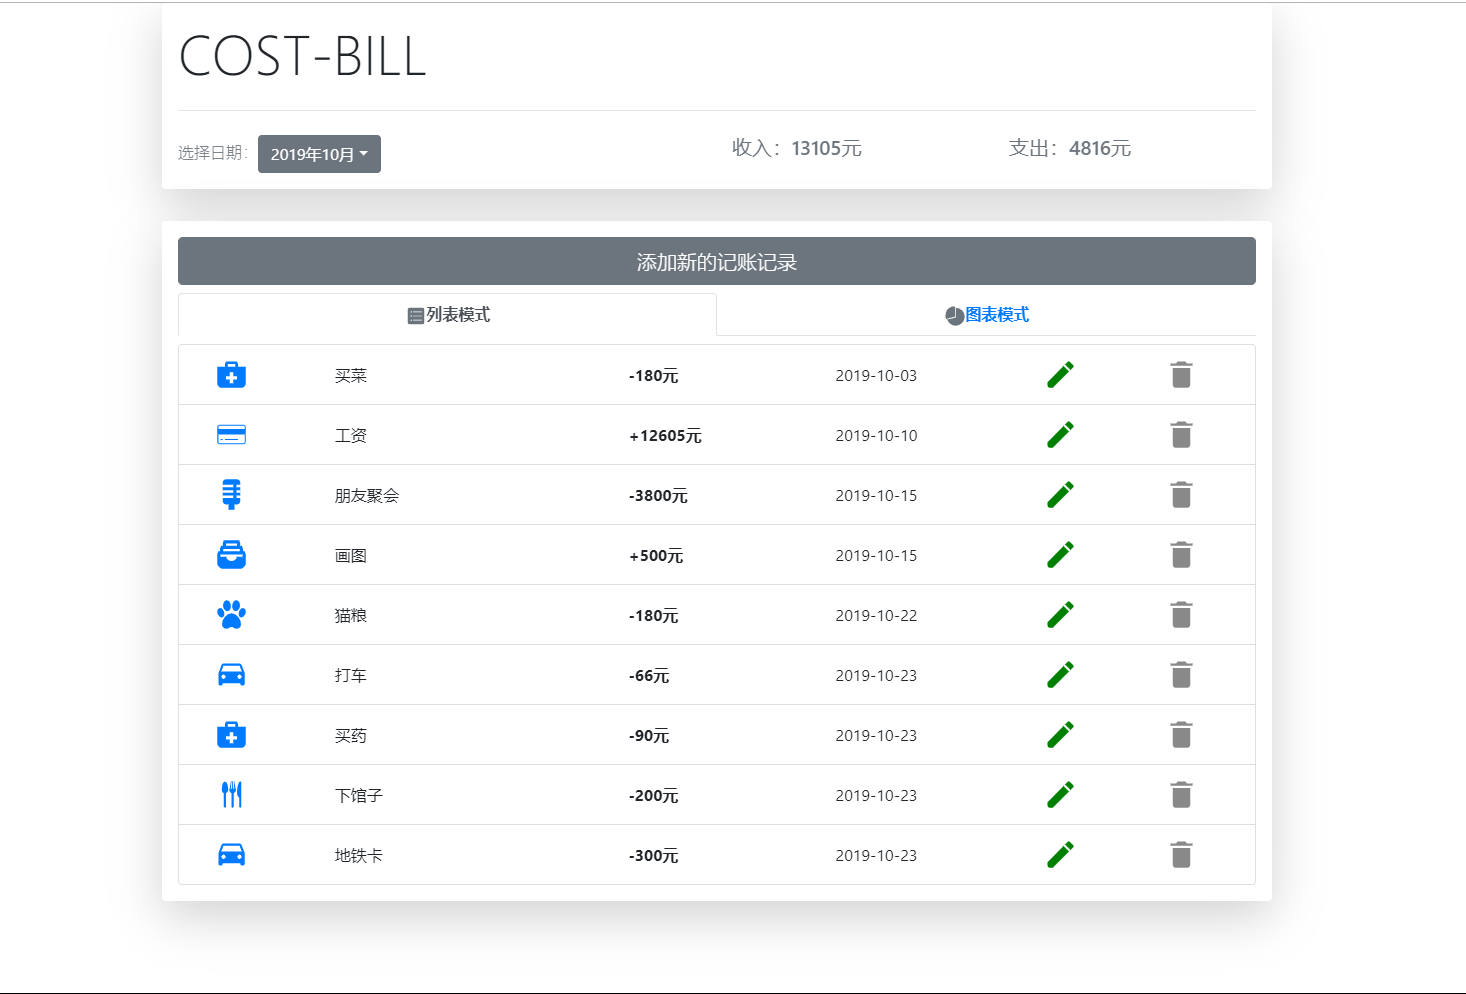 COST-BILL
选择日期： 2019年10月 收入：13105元 支出：4816元
添加新的记账记录
列表模式 图表模式
买菜 -180元 2019-10-03
工资 +12605元 2019-10-10
朋友聚会 -3800元 2019-10-15
画图 +500元 2019-10-15
猫粮 -180元 2019-10-22
打车 -66元 2019-10-23
买药 -90元 2019-10-23
下馆子 -200元 2019-10-23
地铁卡 -300元 2019-10-23